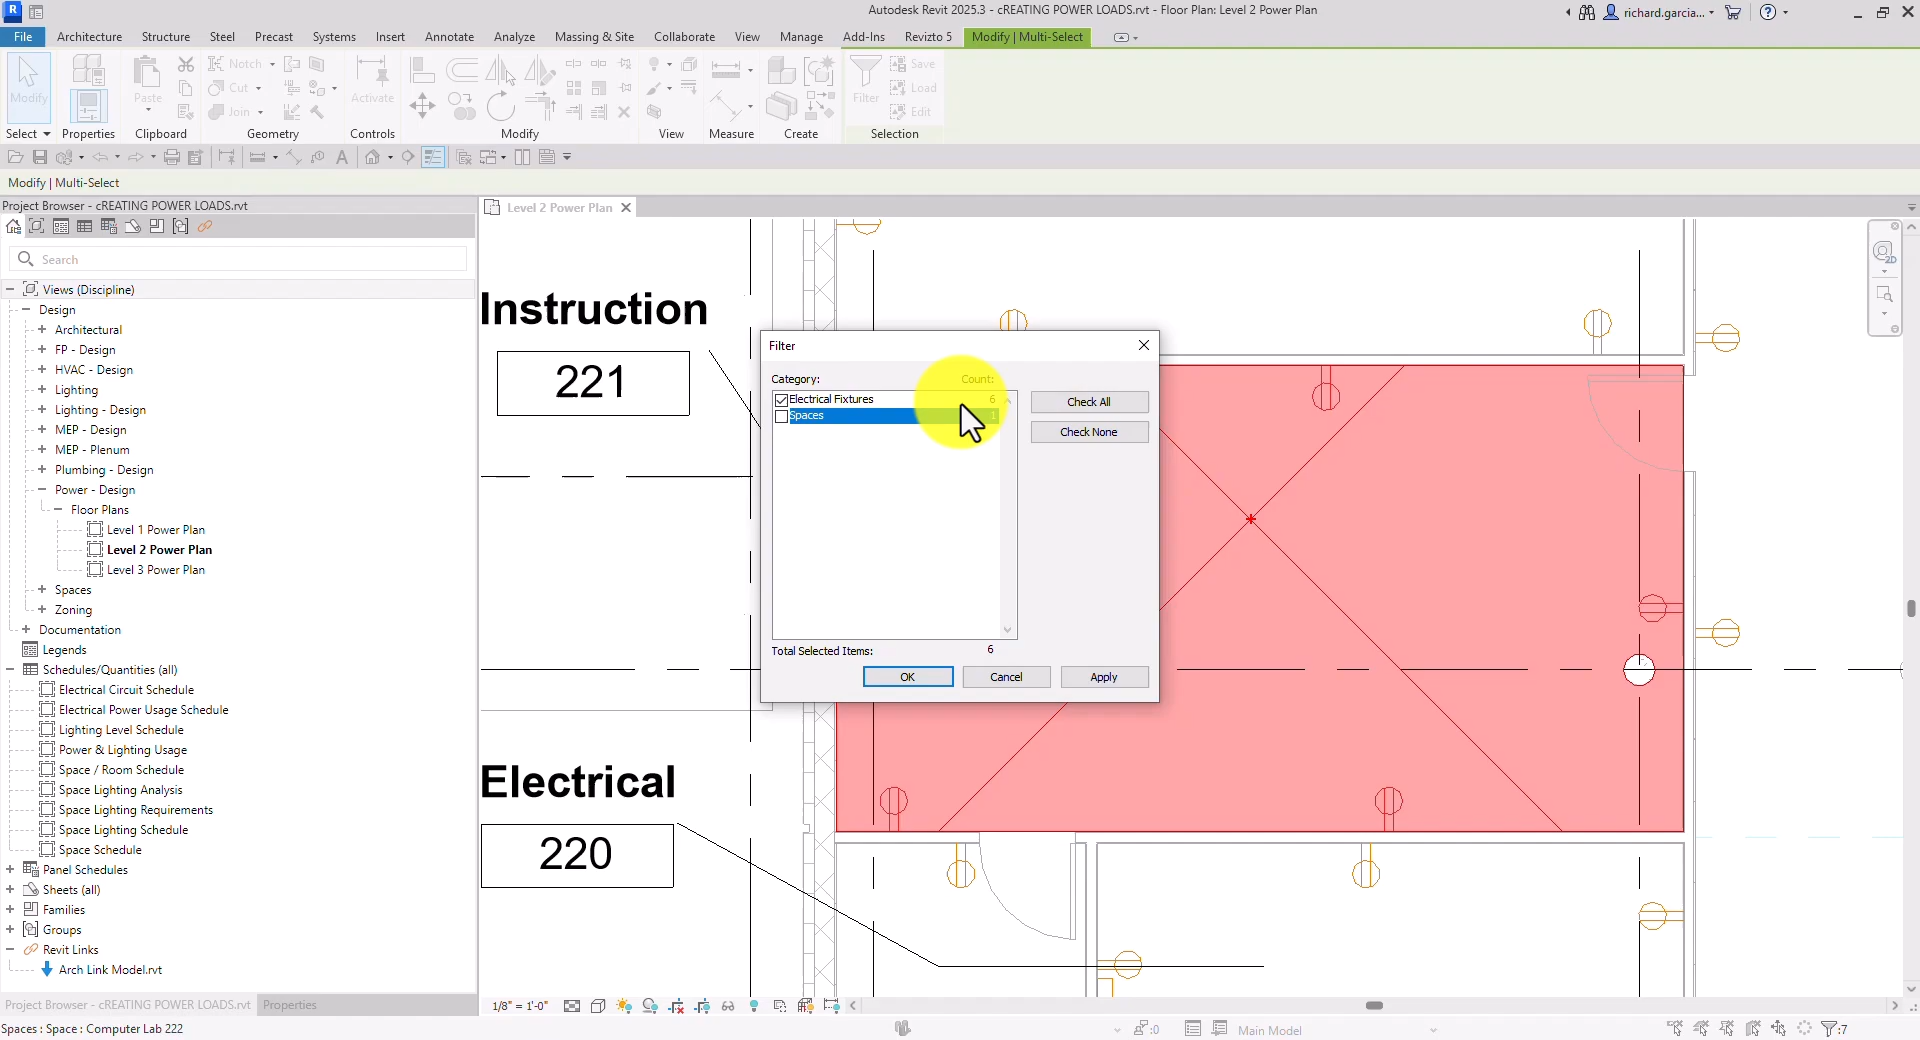 Autodesk Revit 2025.3 - cREATING POWER LOADS.rvt - Floor Plan: Level 2 Power Plan
richard.garcia...
File Architecture Structure Steel Precast Systems Insert Annotate Analyze Massing & Site Collaborate View Manage Add-Ins Revizto 5 Modify | Multi-Select
Modify Paste Notch Cut Join Activate Filter Save Load Edit
Select Properties Clipboard Geometry Controls Modify View Measure Create Selection
Modify | Multi-Select
Project Browser - cREATING POWER LOADS.rvt
Level 2 Power Plan
Search
Views (Discipline)
Design
Architectural
FP - Design
HVAC - Design
Lighting
Lighting - Design
MEP - Design
MEP - Plenum
Plumbing - Design
Power - Design
Floor Plans
Level 1 Power Plan
Level 2 Power Plan
Level 3 Power Plan
Spaces
Zoning
Documentation
Legends
Schedules/Quantities (all)
Electrical Circuit Schedule
Electrical Power Usage Schedule
Lighting Level Schedule
Power & Lighting Usage
Space / Room Schedule
Space Lighting Analysis
Space Lighting Requirements
Space Lighting Schedule
Space Schedule
Panel Schedules
Sheets (all)
Families
Groups
Revit Links
Arch Link Model.rvt
Project Browser - cREATING POWER LOADS.rvt Properties
Instruction
221
Electrical
220
Filter
Category: Count:
Electrical Fixtures 6
Spaces 1
Check All
Check None
Total Selected Items: 6
OK Cancel Apply
2D
1/8" = 1'-0"
Spaces : Space : Computer Lab 222
:0
Main Model
:7